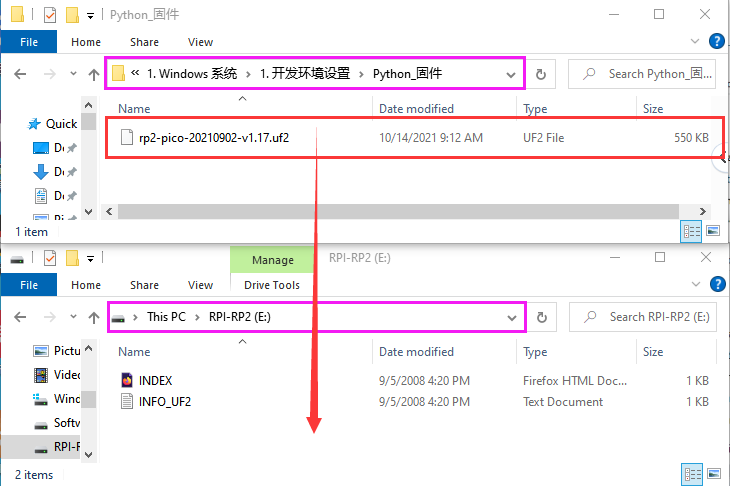 Python_固件
File Home Share View
« 1. Windows 系统 > 1. 开发环境设置 > Python_固件
Search Python_固...
Name Date modified Type Size
Quick
rp2-pico-20210902-v1.17.uf2 10/14/2021 9:12 AM UF2 File 550 KB
1 item
Manage RPI-RP2 (E:)
File Home Share View Drive Tools
This PC > RPI-RP2 (E:)
Search RPI-RP2 (E:)
Name Date modified Type Size
Pictu
INDEX 9/5/2008 4:20 PM Firefox HTML Doc... 1 KB
Video
INFO_UF2 9/5/2008 4:20 PM Text Document 1 KB
Wind
Softw
RPI-F
2 items